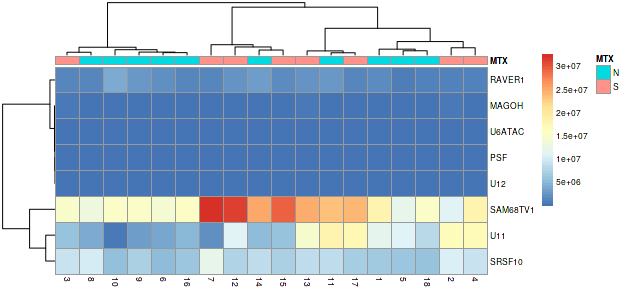 MTX
RAVER1
MAGOH
U6ATAC
PSF
U12
SAM68TV1
U11
SRSF10
3 8 10 9 6 16 7 12 14 15 13 11 17 1 5 18 2 4
3e+07
2.5e+07
2e+07
1.5e+07
1e+07
5e+06
MTX
N
S